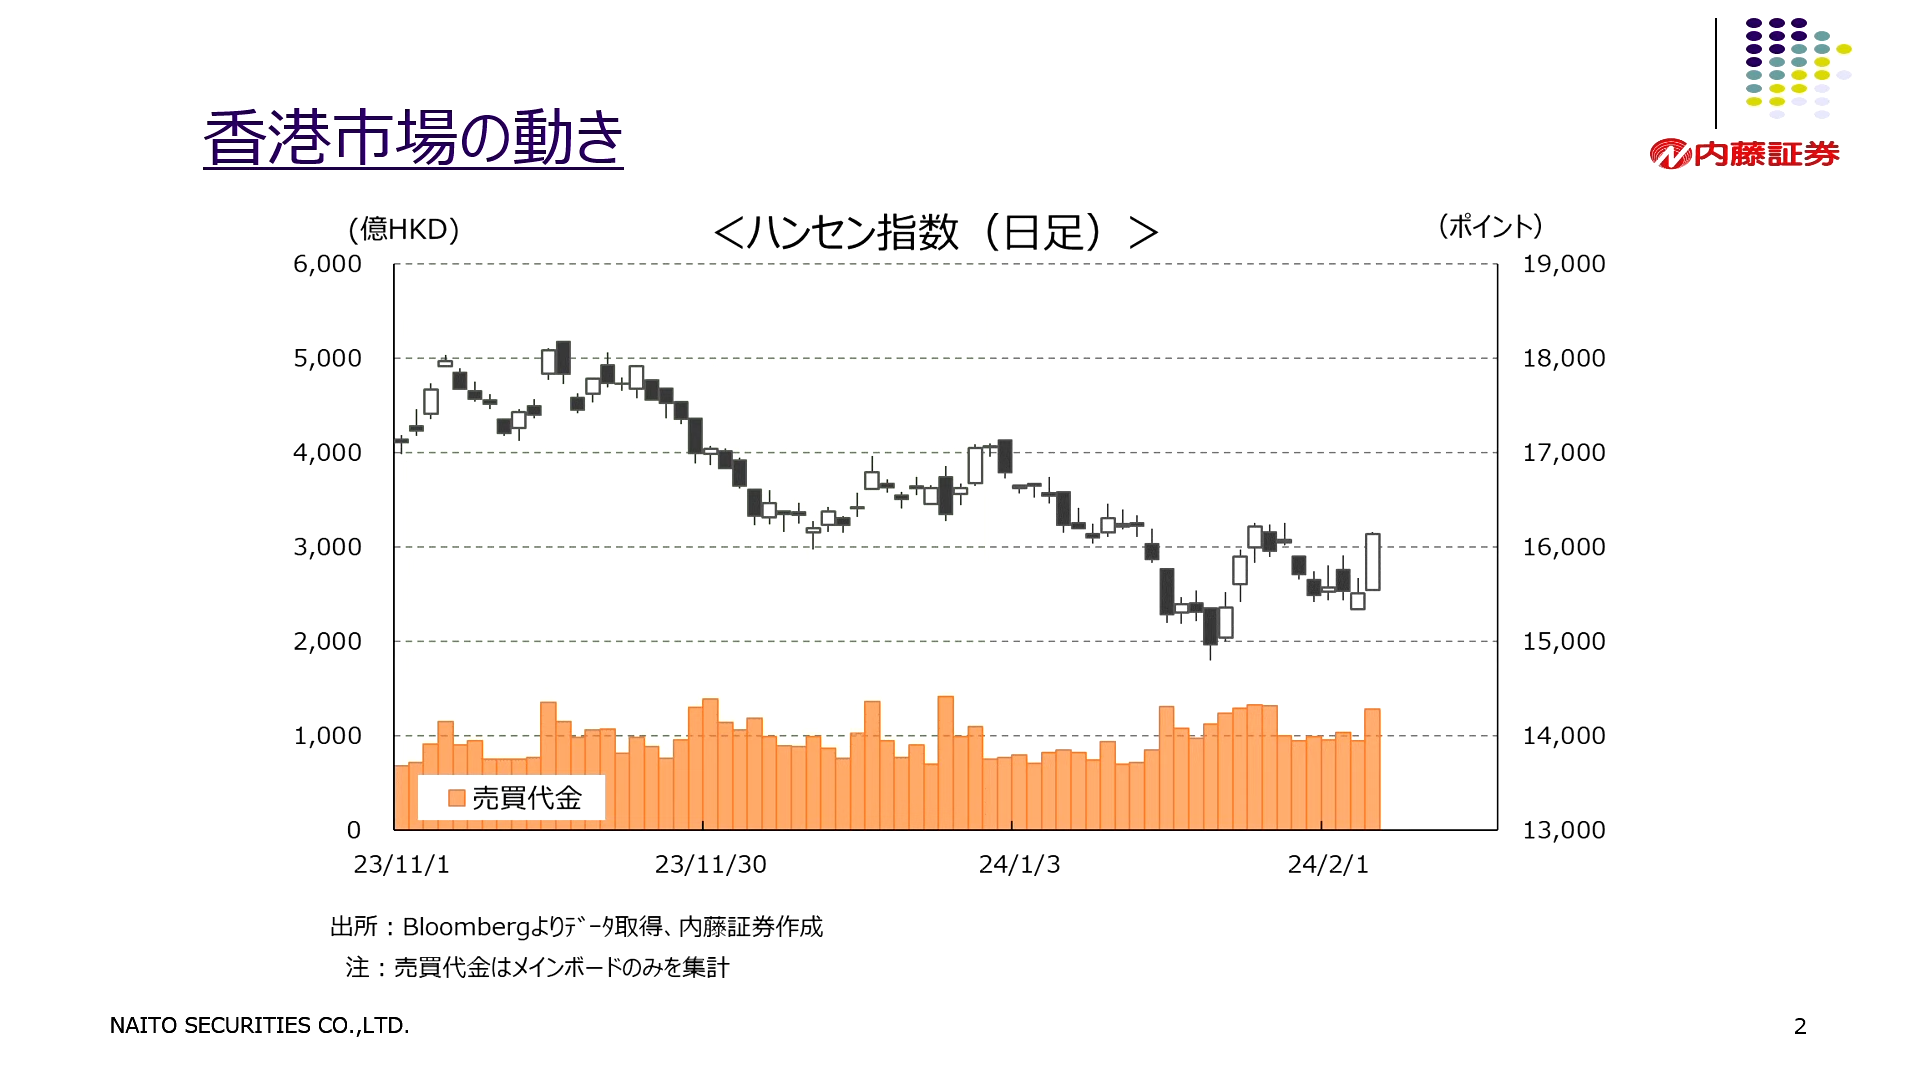 内藤証券
香港市場の動き
(億HKD)
＜ハンセン指数（日足）＞
（ポイント）
6,000
5,000
4,000
3,000
2,000
1,000
0
19,000
18,000
17,000
16,000
15,000
14,000
13,000
売買代金
23/11/1
23/11/30
24/1/3
24/2/1
出所：Bloombergよりﾃﾞｰﾀ取得、内藤証券作成
注：売買代金はメインボードのみを集計
NAITO SECURITIES CO.,LTD.
2